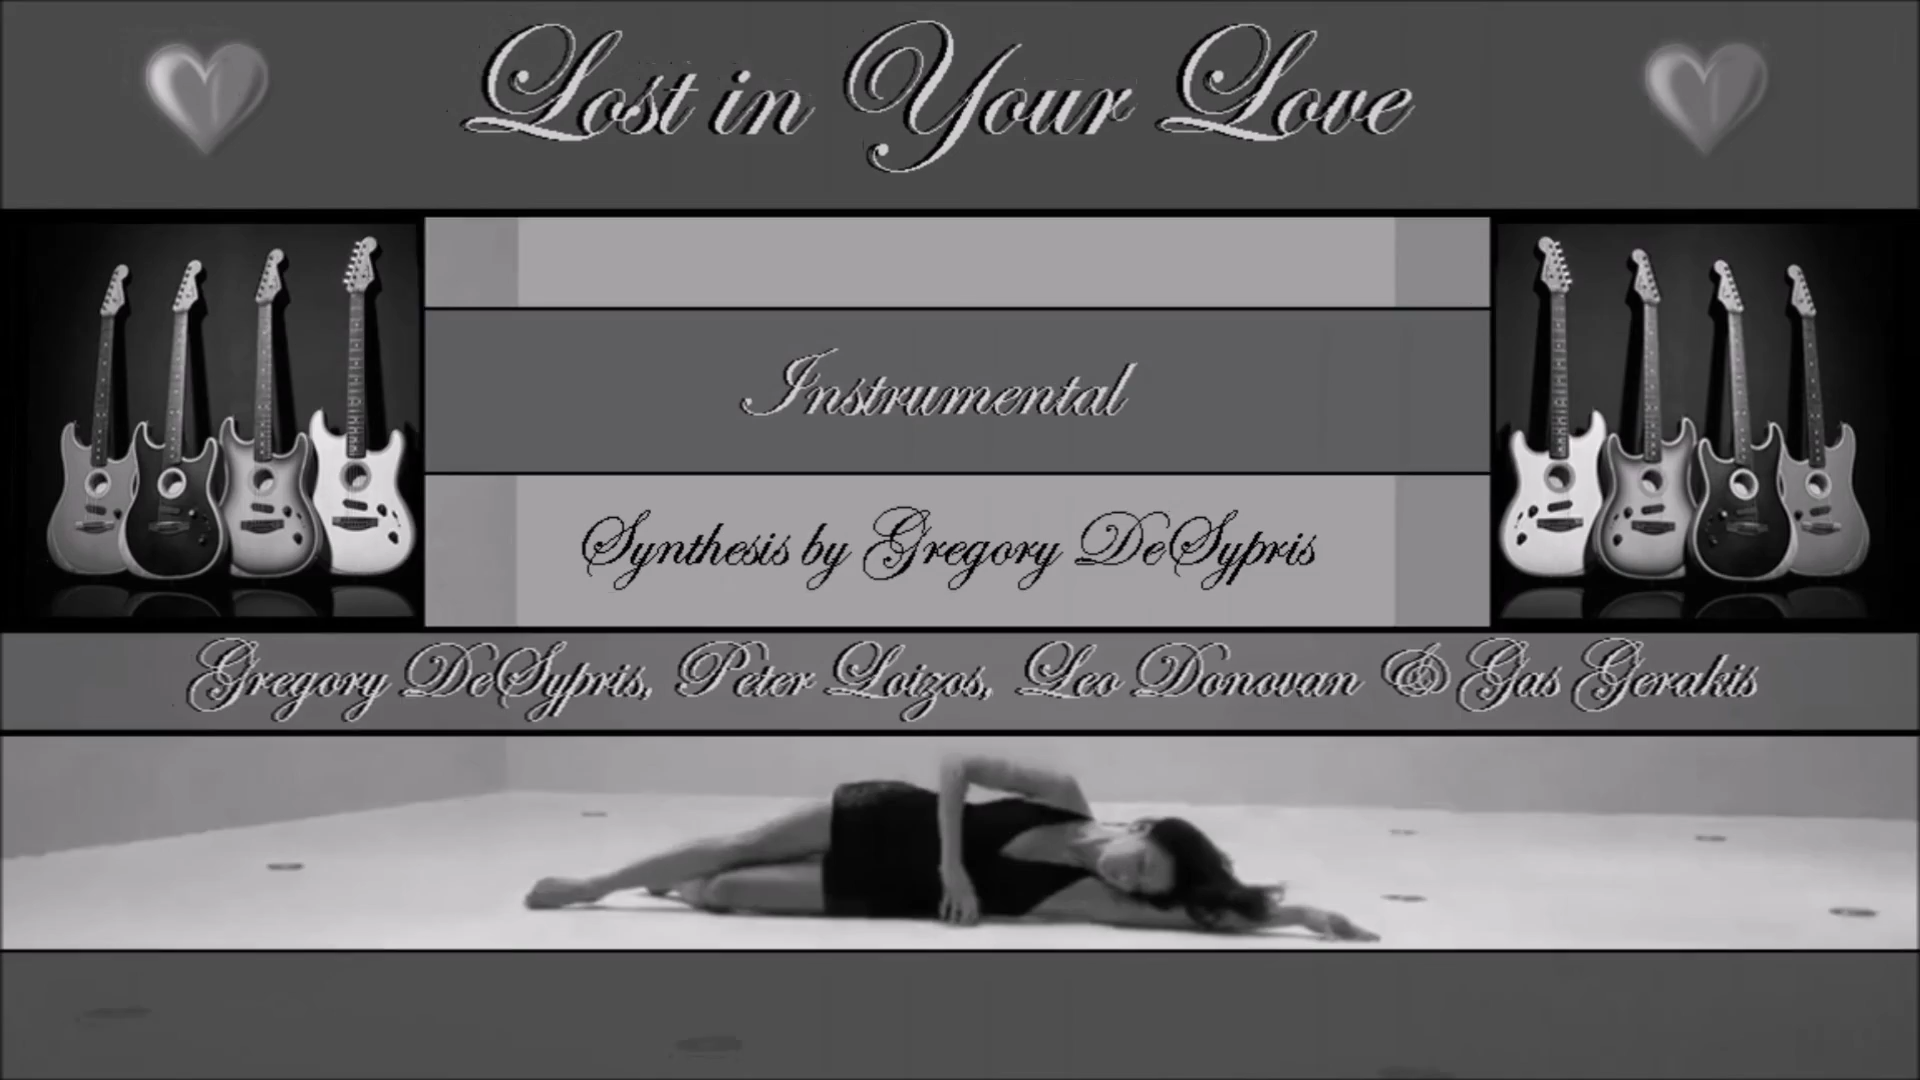 Lost in Your Love
Instrumental
Synthesis by Gregory DeSypris
Gregory DeSypris, Peter Loizos, Leo Donovan & Gas Gerakis